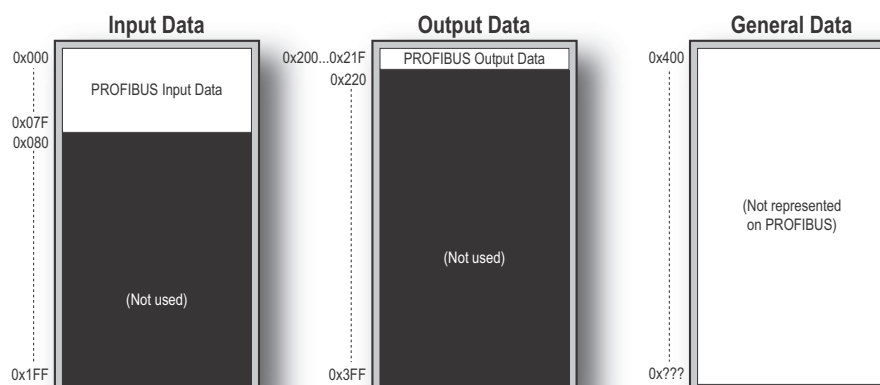 Input Data
0x000
PROFIBUS Input Data
0x07F
0x080
(Not used)
0x1FF
Output Data
0x200...0x21F
PROFIBUS Output Data
0x220
(Not used)
0x3FF
General Data
0x400
(Not represented
on PROFIBUS)
0x???